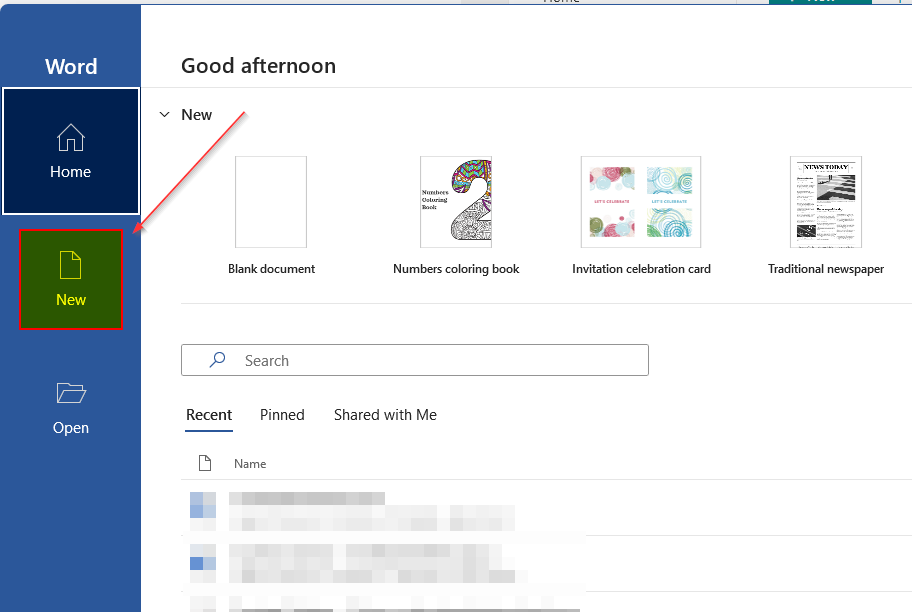 Word
Good afternoon
New
Home
New
Open
Numbers
Coloring
Book
LET'S CELEBRATE
LET'S CELEBRATE
NEWS TODAY
Blank document
Numbers coloring book
Invitation celebration card
Traditional newspaper
Search
Recent
Pinned
Shared with Me
Name